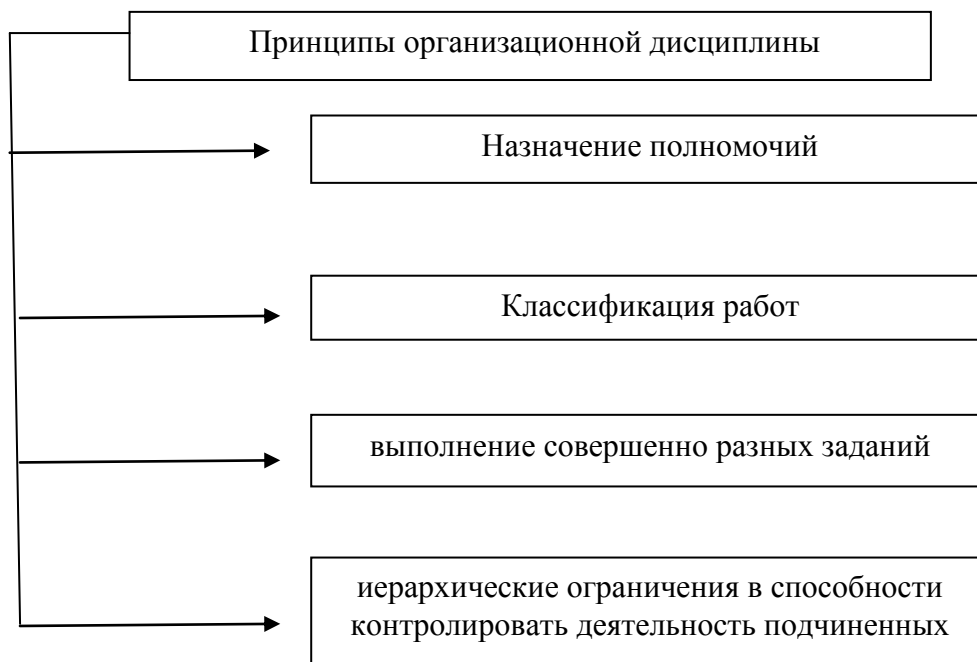 Принципы организационной дисциплины
Назначение полномочий
Классификация работ
выполнение совершенно разных заданий
иерархические ограничения в способности
контролировать деятельность подчиненных